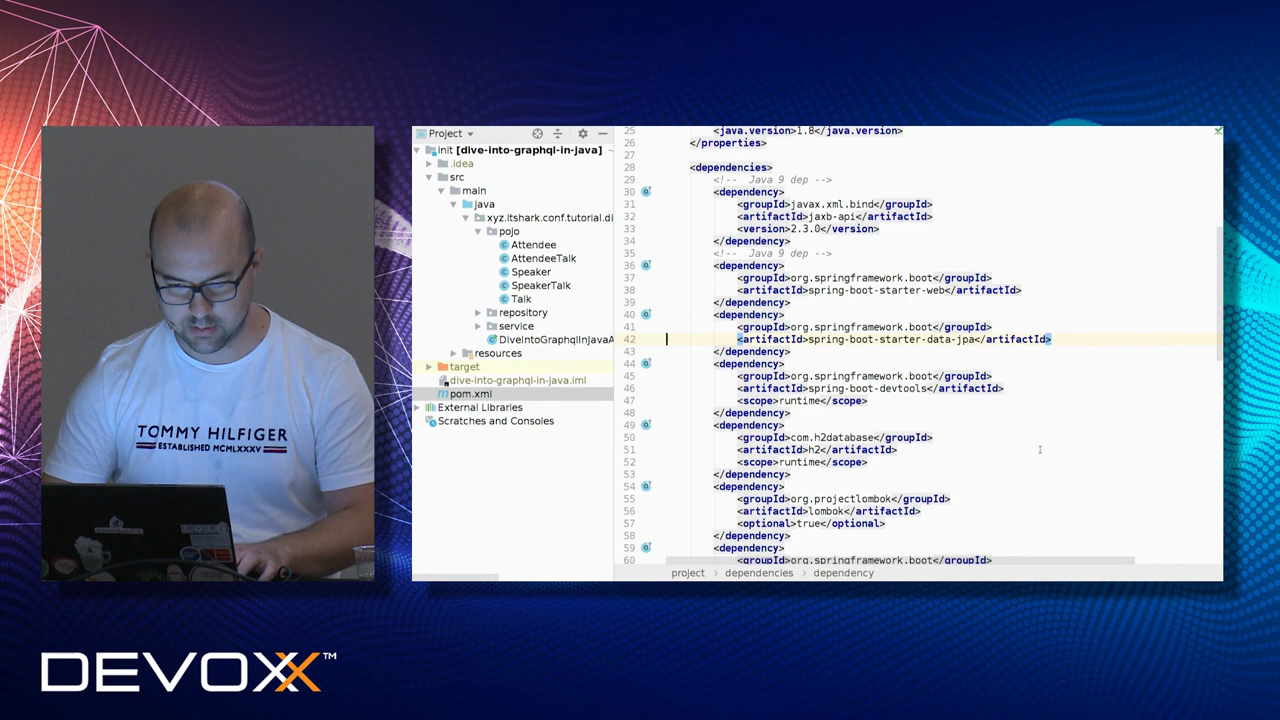 TOMMY HILFIGER
ESTABLISHED MCMLXXXV
DEVOXX™
Project
init [dive-into-graphql-in-java]
.idea
src
main
java
xyz.itshark.conf.tutorial.di
pojo
Attendee
AttendeeTalk
Speaker
SpeakerTalk
Talk
repository
service
DiveIntoGraphqlInJavaA
resources
target
dive-into-graphql-in-java.iml
pom.xml
External Libraries
Scratches and Consoles
25 <java.version>1.8</java.version>
26 </properties>
27
28 <dependencies>
29 <!-- Java 9 dep -->
30 <dependency>
31 <groupId>javax.xml.bind</groupId>
32 <artifactId>jaxb-api</artifactId>
33 <version>2.3.0</version>
34 </dependency>
35 <!-- Java 9 dep -->
36 <dependency>
37 <groupId>org.springframework.boot</groupId>
38 <artifactId>spring-boot-starter-web</artifactId>
39 </dependency>
40 <dependency>
41 <groupId>org.springframework.boot</groupId>
42 <artifactId>spring-boot-starter-data-jpa</artifactId>
43 </dependency>
44 <dependency>
45 <groupId>org.springframework.boot</groupId>
46 <artifactId>spring-boot-devtools</artifactId>
47 <scope>runtime</scope>
48 </dependency>
49 <dependency>
50 <groupId>com.h2database</groupId>
51 <artifactId>h2</artifactId>
52 <scope>runtime</scope>
53 </dependency>
54 <dependency>
55 <groupId>org.projectlombok</groupId>
56 <artifactId>lombok</artifactId>
57 <optional>true</optional>
58 </dependency>
59 <dependency>
60 <groupId>org.springframework.boot</groupId>
project › dependencies › dependency